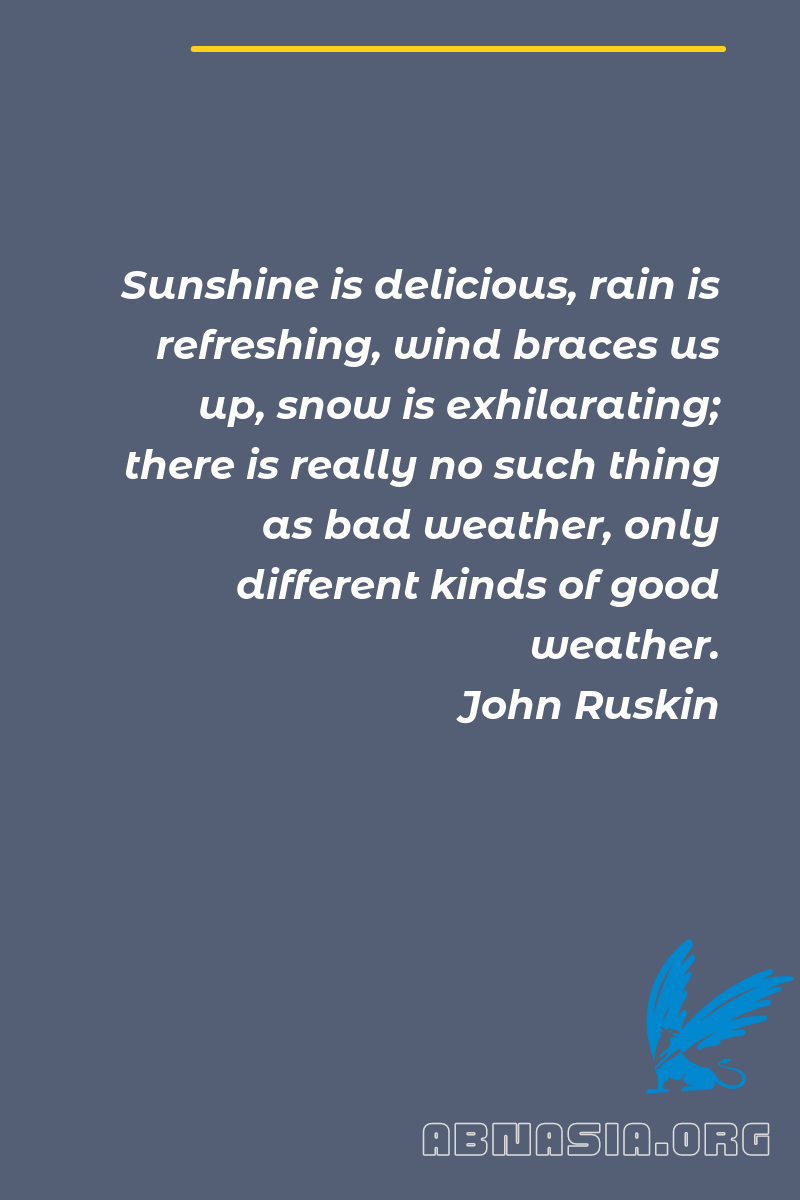 Sunshine is delicious, rain is
refreshing, wind braces us
up, snow is exhilarating;
there is really no such thing
as bad weather, only
different kinds of good
weather.
John Ruskin
ABNASIA.ORG